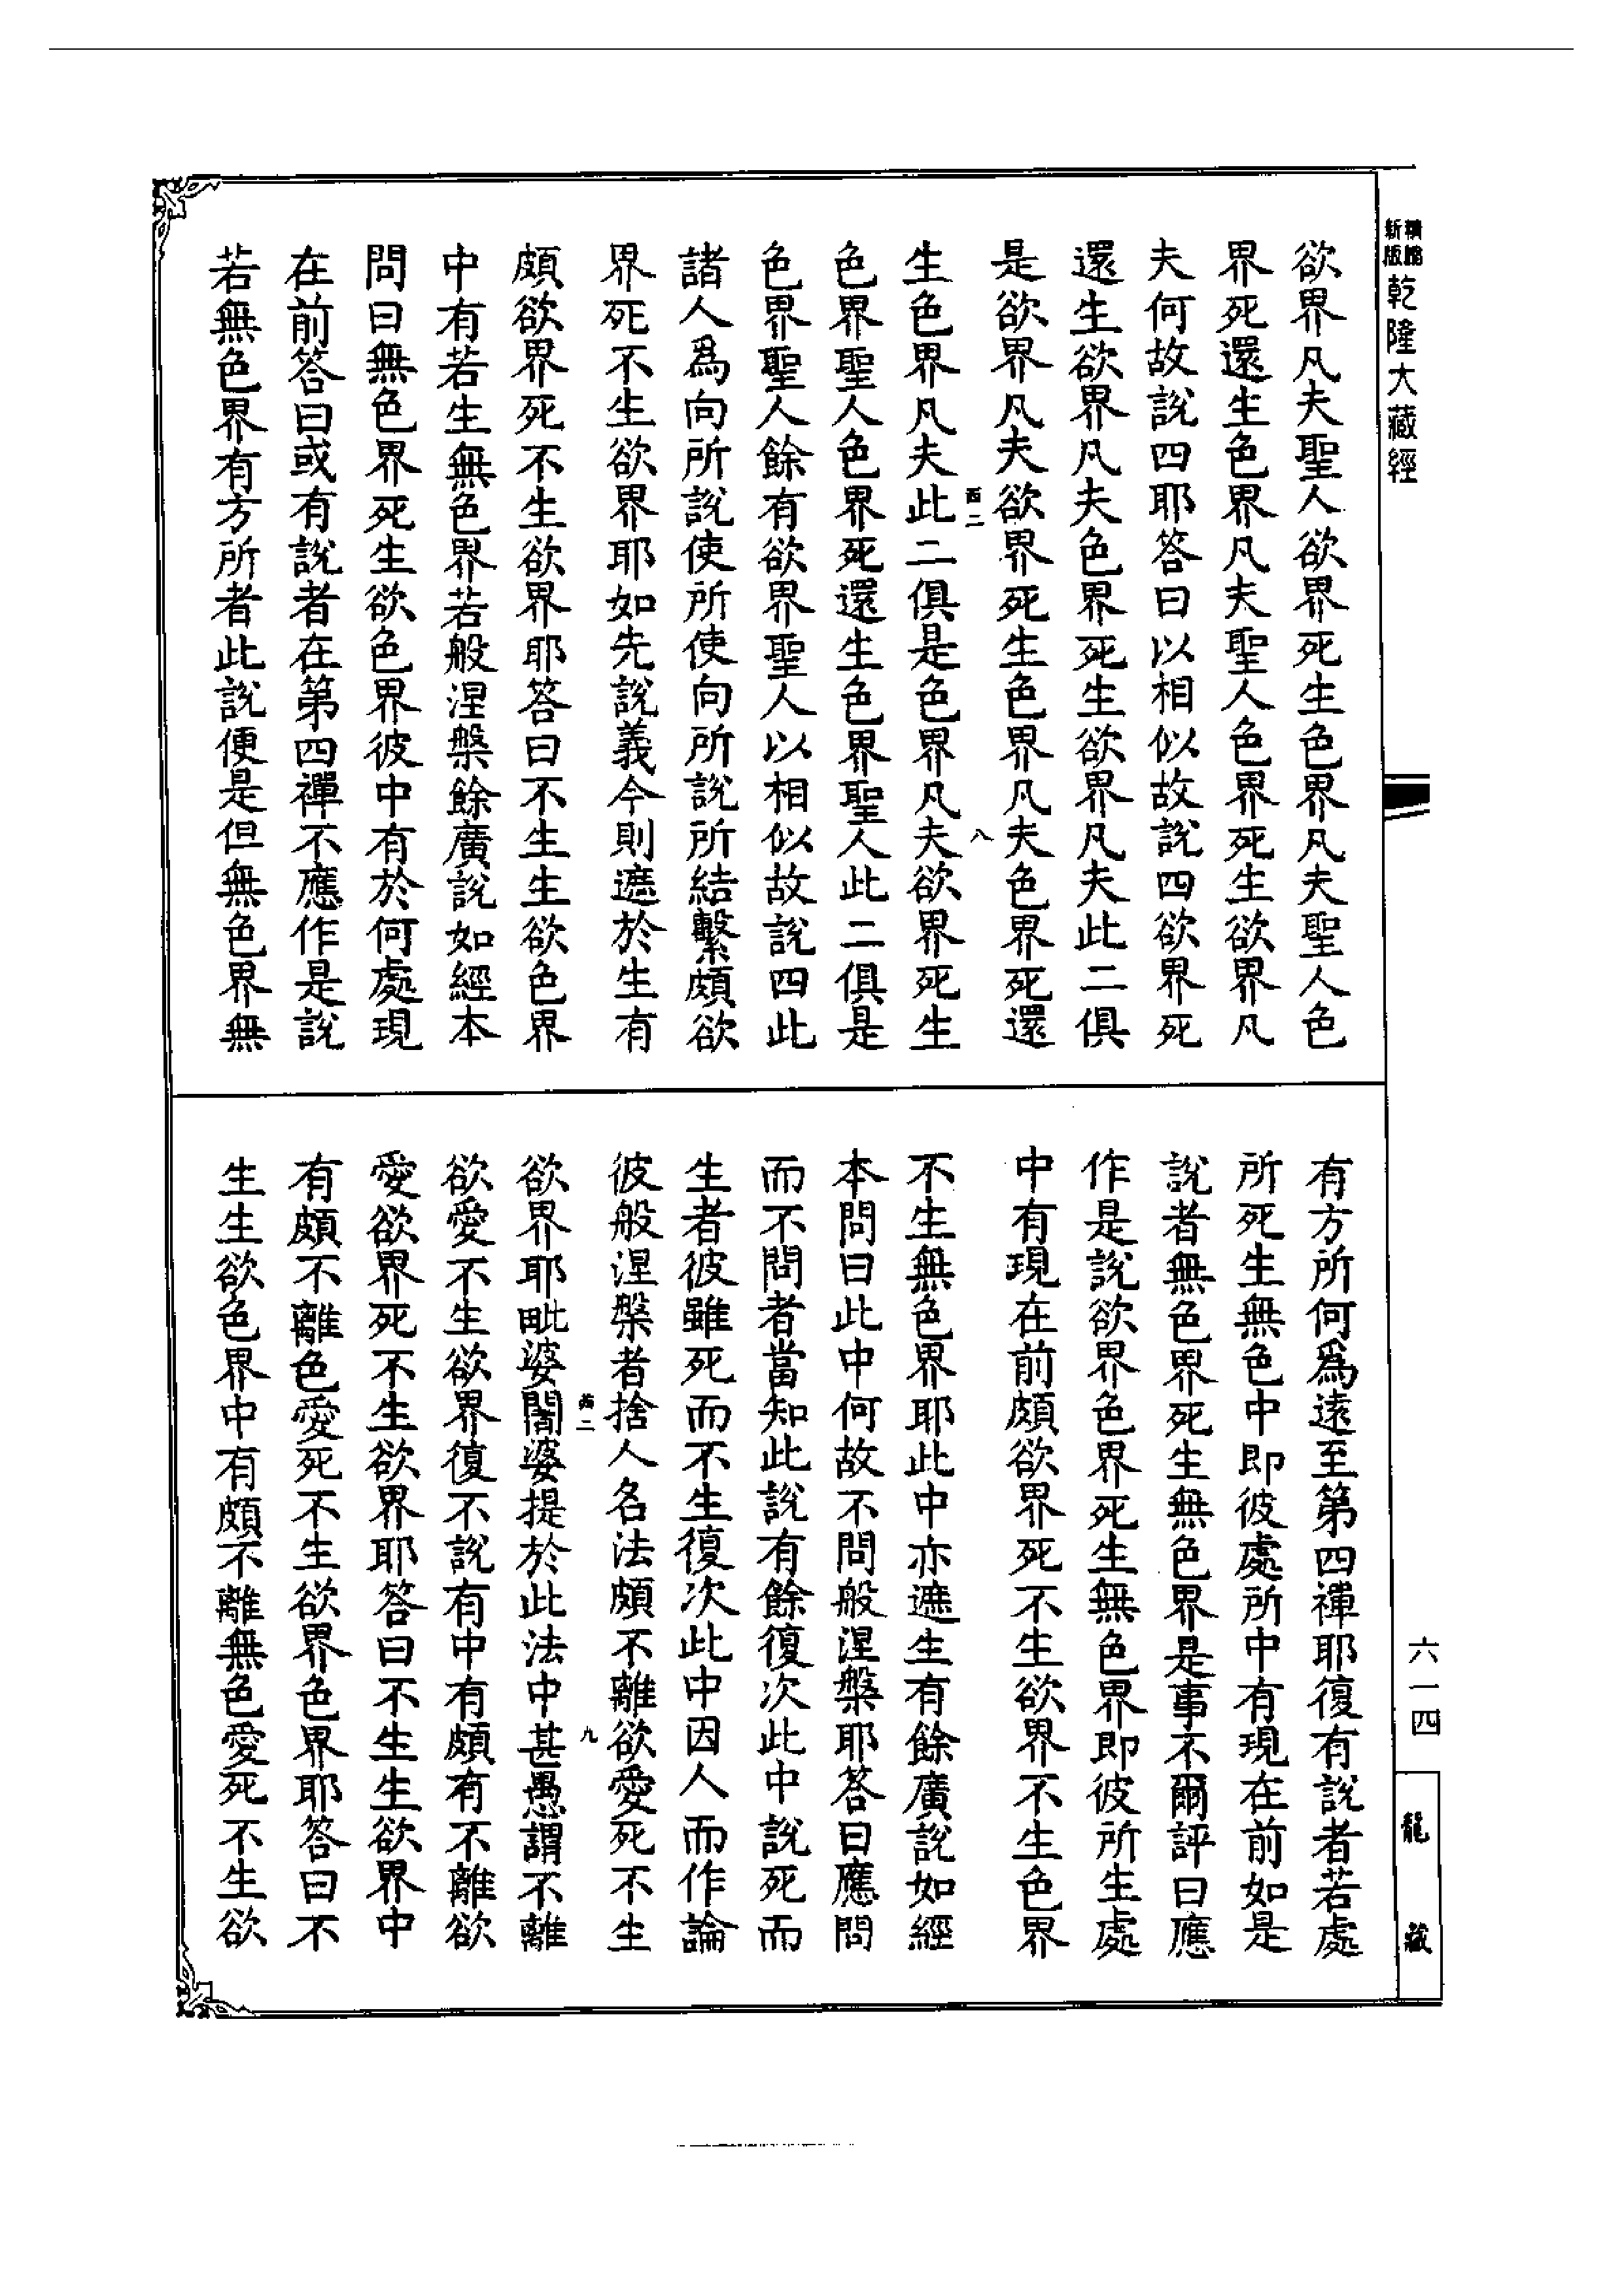 精緻
新版
乾隆大藏經
欲界凡夫聖人欲界死生色界凡夫聖人色
界死還生色界凡夫聖人色界死生欲界凡
夫何故說四耶答曰以相似故說四欲界死
還生欲界凡夫色界死生欲界凡夫此二俱
是欲界凡夫欲界死生色界凡夫色界死還
八
生色界凡夫此二俱是色界凡夫欲界死生
色界聖人色界死還生色界聖人此二俱是
色界聖人餘有欲界聖人以相似故說四此
諸人爲向所說使所使向所說所結繫頗欲
界死不生欲界耶如先說義今則遮於生有
頗欲界死不生欲界耶答曰不生生欲色界
中有若生無色界若般涅槃餘廣說如經本
問曰無色界死生欲色界彼中有於何處現
在前答曰或有說者在第四禪不應作是說
若無色界有方所者此說便是但無色界無
有方所何爲遠至第四禪耶復有說者若處
所死生無色中即彼處所中有現在前如是
說者無色界死生無色界是事不爾評曰應
作是說欲界色界死生無色界即彼所生處
中有現在前頗欲界死不生欲界不生色界
不生無色界耶此中亦遮生有餘廣說如經
本問曰此中何故不問般涅槃耶答曰應問
而不問者當知此說有餘復次此中說死而
生者彼雖死而不生復次此中因人而作論
彼般涅槃者捨人名法頗不離欲愛死不生
九
欲界耶毗婆闍婆提於此法中甚愚謂不離
欲愛不生欲界復不說有中有頗有不離欲
愛欲界死不生欲界耶答曰不生生欲界中
有頗不離色愛死不生欲界色界耶答曰不
生生欲色界中有頗不離無色愛死不生欲
六一四
龍藏